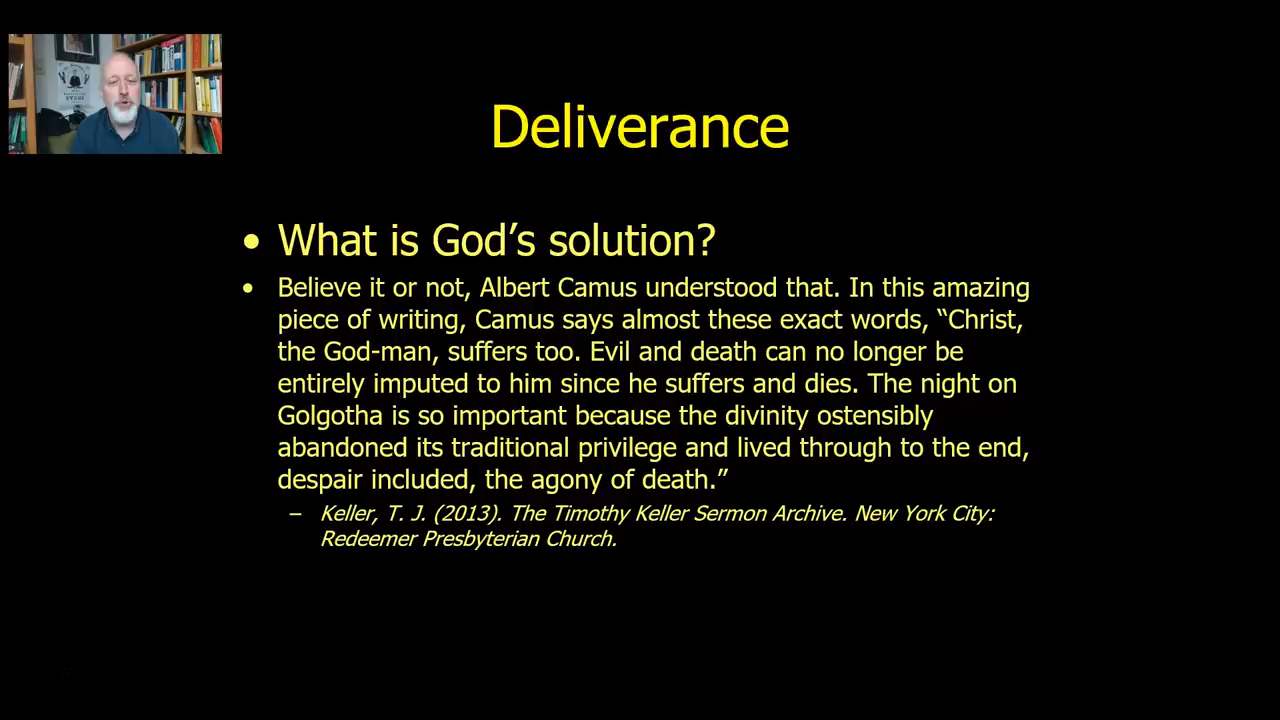 Deliverance
• What is God’s solution?
• Believe it or not, Albert Camus understood that. In this amazing
piece of writing, Camus says almost these exact words, “Christ,
the God-man, suffers too. Evil and death can no longer be
entirely imputed to him since he suffers and dies. The night on
Golgotha is so important because the divinity ostensibly
abandoned its traditional privilege and lived through to the end,
despair included, the agony of death.”
– Keller, T. J. (2013). The Timothy Keller Sermon Archive. New York City:
Redeemer Presbyterian Church.